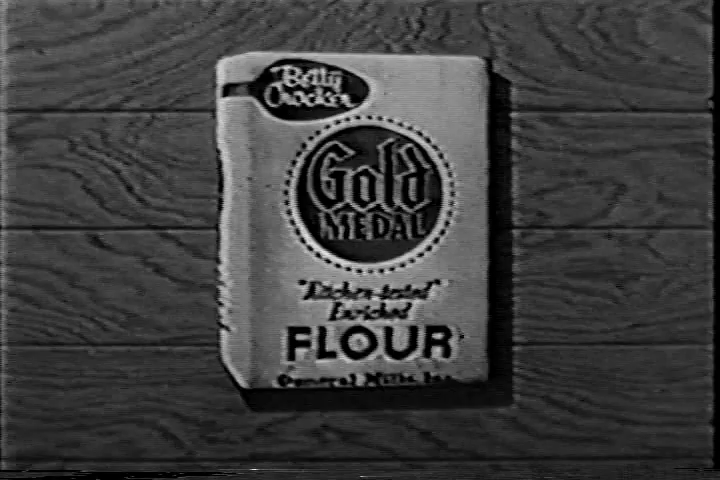 Betty
Crocker
Gold
MEDAL
"Kitchen-tested"
Enriched
FLOUR
General Mills, Inc.